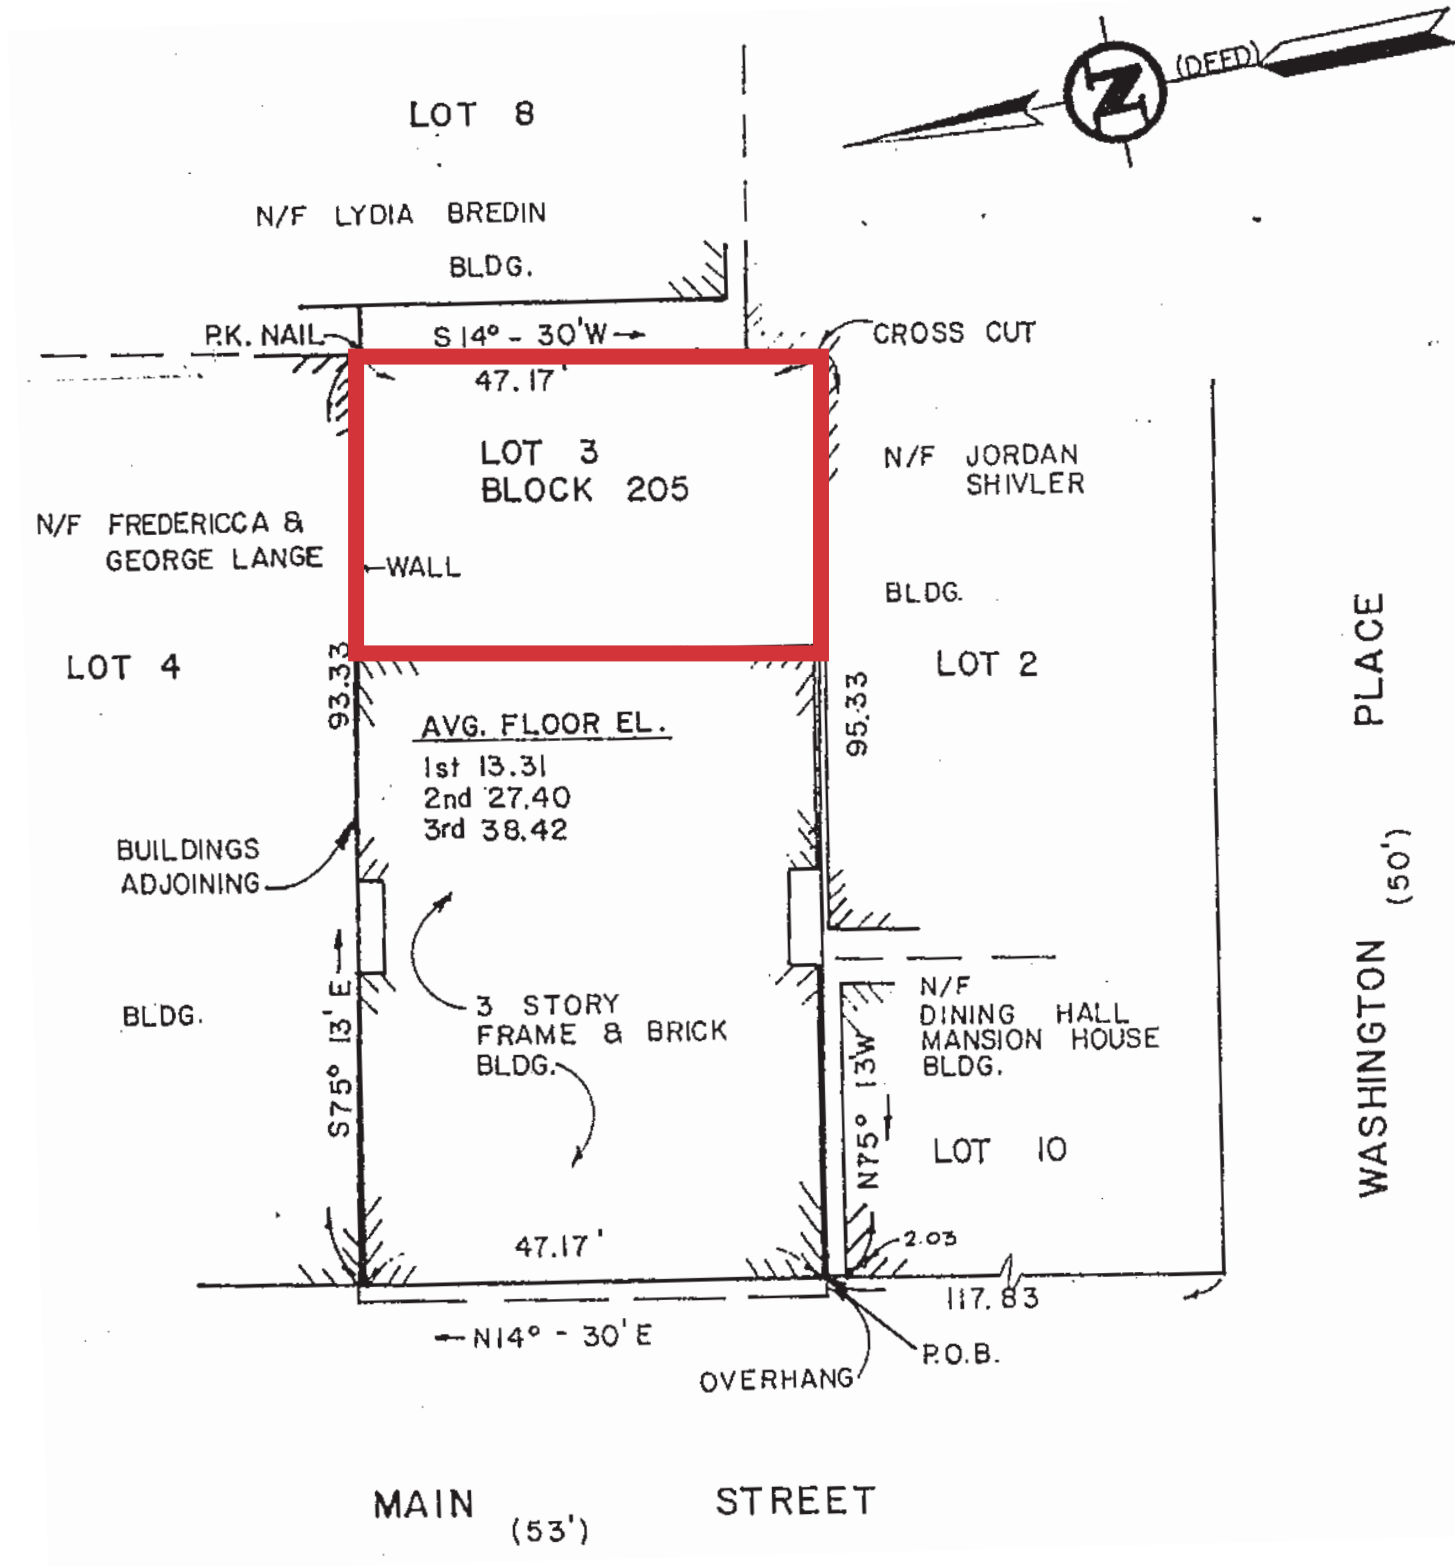 LOT 8
N
(DEED)
N/F LYDIA BREDIN
BLDG.
P.K. NAIL
S 14° - 30' W
CROSS CUT
47.17'
LOT 3
BLOCK 205
N/F JORDAN
SHIVLER
N/F FREDERICCA &
GEORGE LANGE
WALL
BLDG.
LOT 4
93.33
95.33
LOT 2
AVG. FLOOR EL.
1st 13.31
2nd 27.40
3rd 38.42
BUILDINGS
ADJOINING
BLDG.
S75° 13' E
3 STORY
FRAME & BRICK
BLDG.
N/F
DINING HALL
MANSION HOUSE
BLDG.
N75° 13' W
LOT 10
WASHINGTON PLACE
(50')
47.17'
2.03
117.83
N14° - 30' E
P.O.B.
OVERHANG
MAIN STREET
(53')